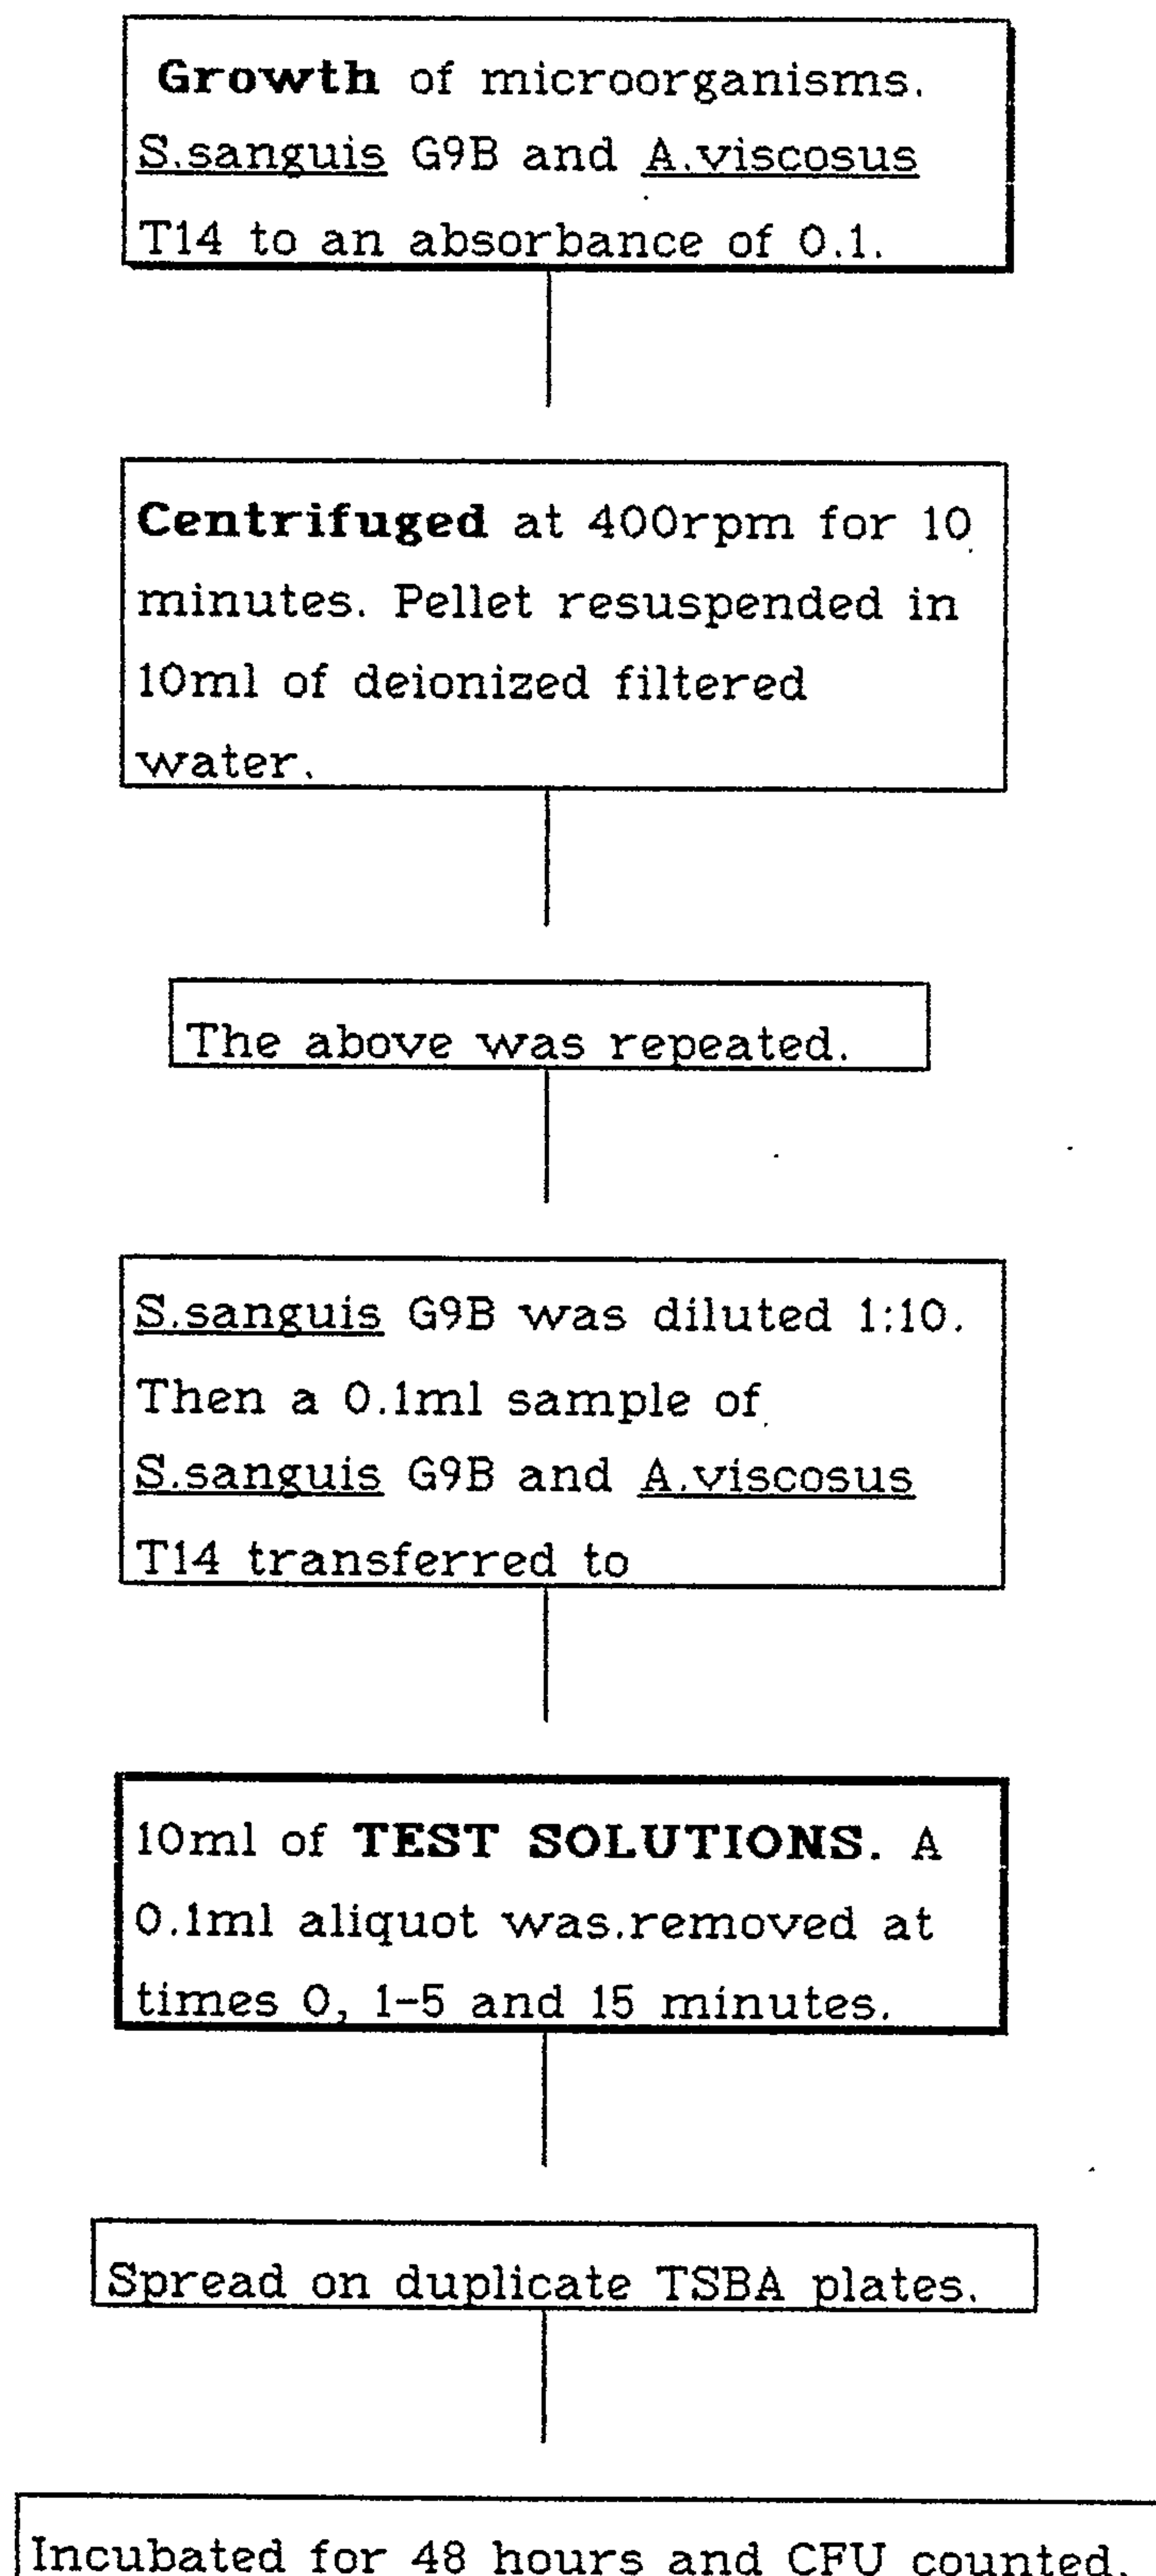 Growth of microorganisms.
S.sanguis G9B and A.viscosus
T14 to an absorbance of 0.1.
Centrifuged at 400rpm for 10
minutes. Pellet resuspended in
10ml of deionized filtered
water.
The above was repeated.
S.sanguis G9B was diluted 1:10.
Then a 0.1ml sample of
S.sanguis G9B and A.viscosus
T14 transferred to
10ml of TEST SOLUTIONS. A
0.1ml aliquot was removed at
times 0, 1-5 and 15 minutes.
Spread on duplicate TSBA plates.
Incubated for 48 hours and CFU counted.